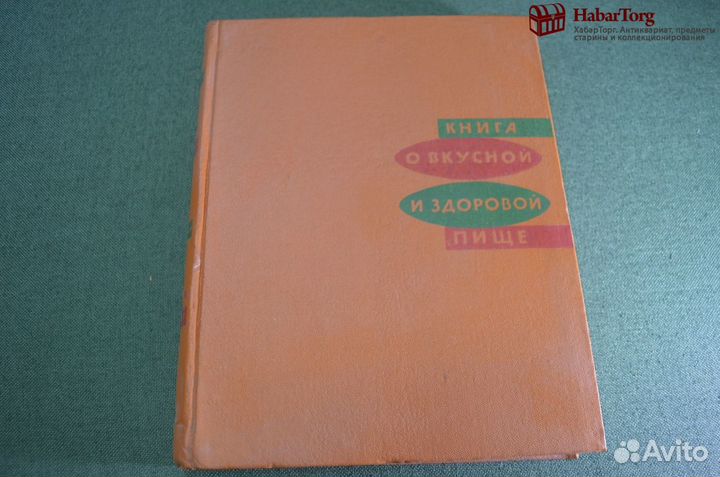 HabarTorg
ХабарТорг. Антиквариат, предметы
старины и коллекционирования
КНИГА
О ВКУСНОЙ
И ЗДОРОВОЙ
ПИЩЕ
Avito